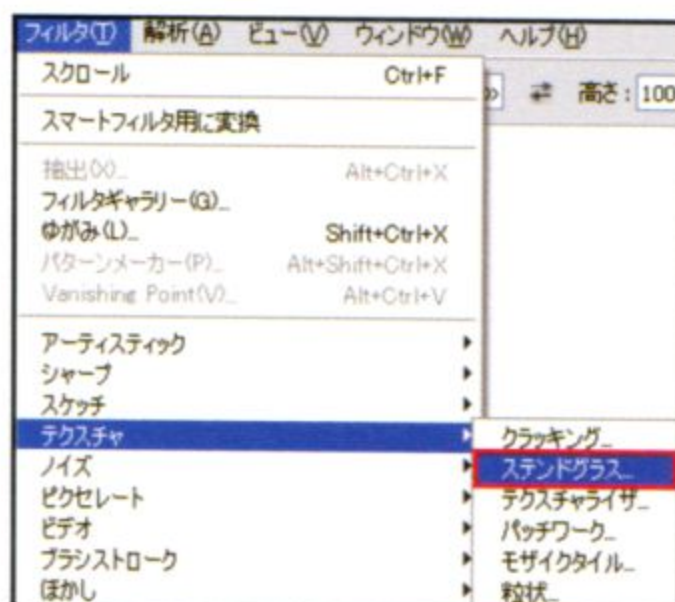 フィルタ(T) 解析(A) ビュー(V) ウィンドウ(W) ヘルプ(H)
スクロール Ctrl+F
高さ: 100
スマートフィルタ用に変換
抽出(X)... Alt+Ctrl+X
フィルタギャラリー(G)...
ゆがみ(L)... Shift+Ctrl+X
パターンメーカー(P)... Alt+Shift+Ctrl+X
Vanishing Point(V)... Alt+Ctrl+V
アーティスティック
シャープ
スケッチ
テクスチャ
ノイズ
ピクセレート
ビデオ
ブラシストローク
ぼかし
クラッキング...
ステンドグラス...
テクスチャライザ...
パッチワーク...
モザイクタイル...
粒状...